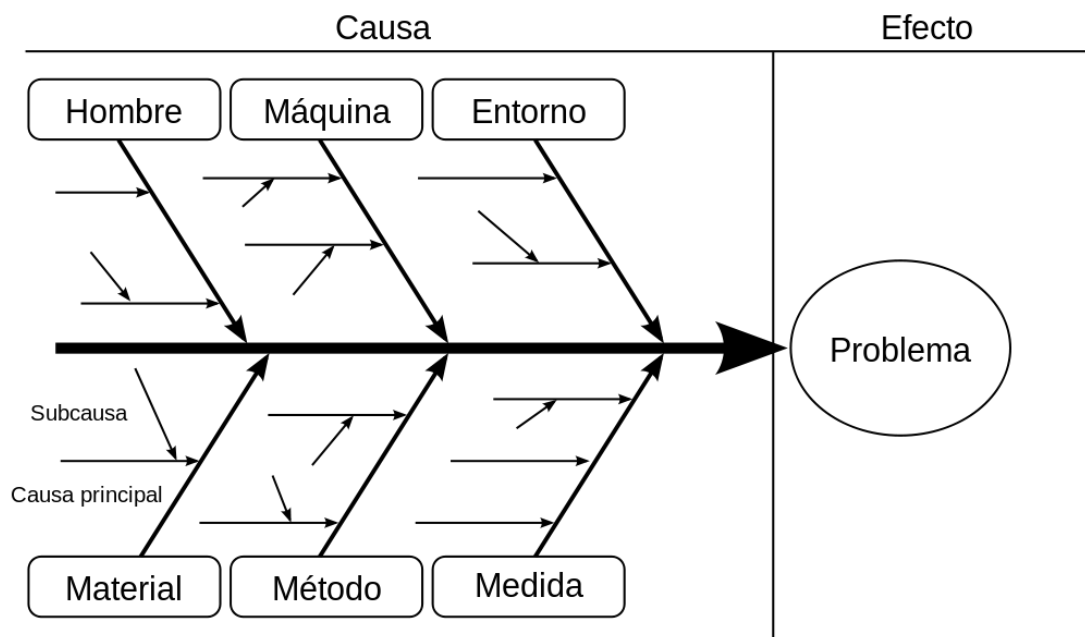 Causa
Efecto
Hombre
Máquina
Entorno
Problema
Subcausa
Causa principal
Material
Método
Medida